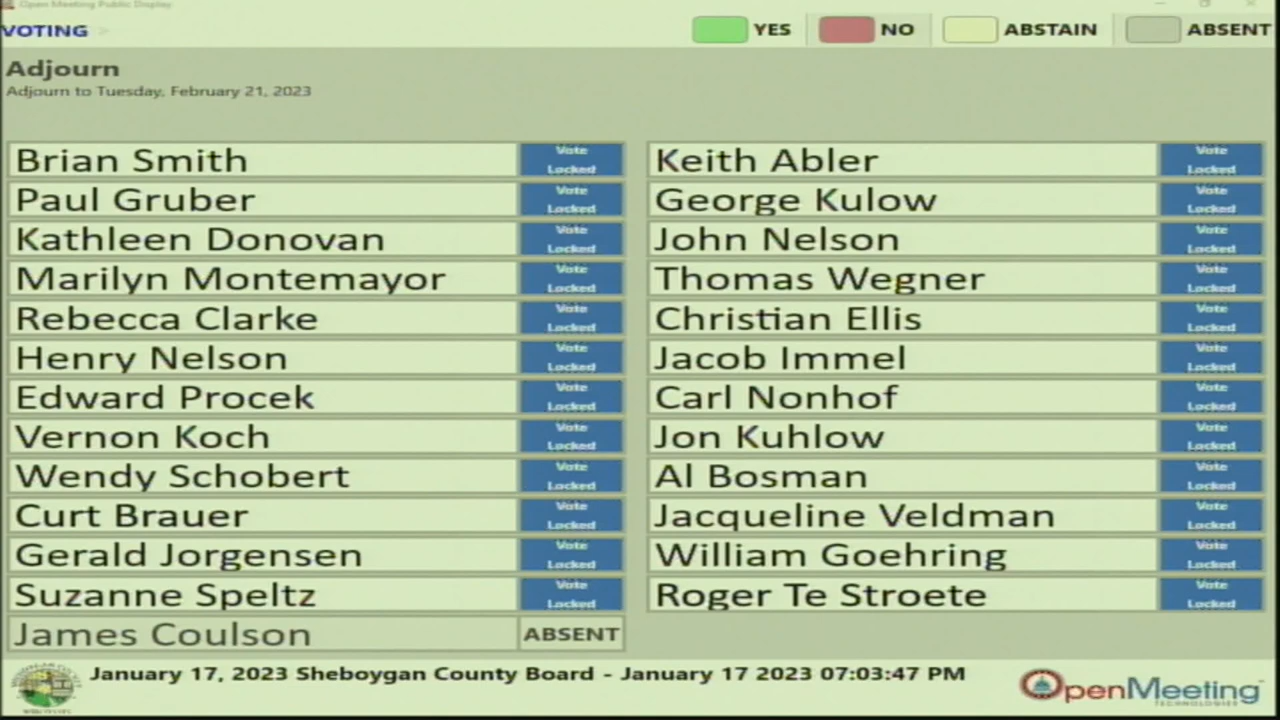 Open Meeting Public Display
VOTING >
YES
NO
ABSTAIN
ABSENT
Adjourn
Adjourn to Tuesday, February 21, 2023
Brian Smith Vote Locked
Paul Gruber Vote Locked
Kathleen Donovan Vote Locked
Marilyn Montemayor Vote Locked
Rebecca Clarke Vote Locked
Henry Nelson Vote Locked
Edward Procek Vote Locked
Vernon Koch Vote Locked
Wendy Schobert Vote Locked
Curt Brauer Vote Locked
Gerald Jorgensen Vote Locked
Suzanne Speltz Vote Locked
James Coulson ABSENT
Keith Abler Vote Locked
George Kulow Vote Locked
John Nelson Vote Locked
Thomas Wegner Vote Locked
Christian Ellis Vote Locked
Jacob Immel Vote Locked
Carl Nonhof Vote Locked
Jon Kuhlow Vote Locked
Al Bosman Vote Locked
Jacqueline Veldman Vote Locked
William Goehring Vote Locked
Roger Te Stroete Vote Locked
January 17, 2023 Sheboygan County Board - January 17 2023 07:03:47 PM
OpenMeeting
TECHNOLOGIES